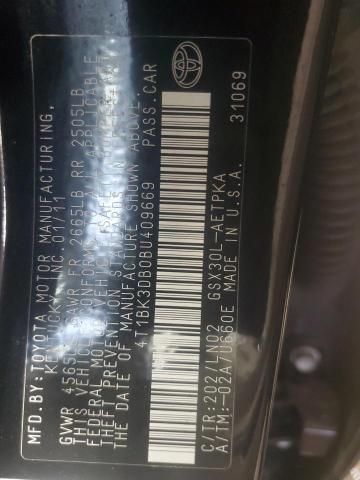 MFD.BY:TOYOTA MOTOR MANUFACTURING,
KENTUCKY, INC. 01/11
GVWR 4565LB GAWR FR 2665LB RR 2505LB
THIS VEHICLE CONFORMS TO ALL APPLICABLE
FEDERAL MOTOR VEHICLE SAFETY, BUMPER, AND
THEFT PREVENTION STANDARDS IN EFFECT ON
THE DATE OF MANUFACTURE SHOWN ABOVE.
4T1BK3DB0BU409669 PASS.CAR
C/TR:202/LN02 GSX30L-AETPKA
A/TM:-02A/U660E MADE IN U.S.A.
31069